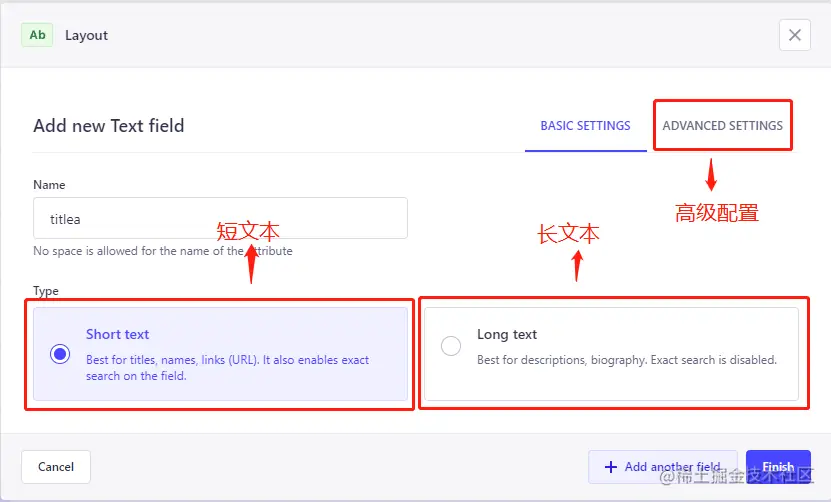 Ab Layout
Add new Text field
BASIC SETTINGS
ADVANCED SETTINGS
高级配置
Name
titlea
No space is allowed for the name of the attribute
短文本
长文本
Type
Short text
Best for titles, names, links (URL). It also enables exact
search on the field.
Long text
Best for descriptions, biography. Exact search is disabled.
Cancel
Add another field
Finish
@稀土掘金技术社区